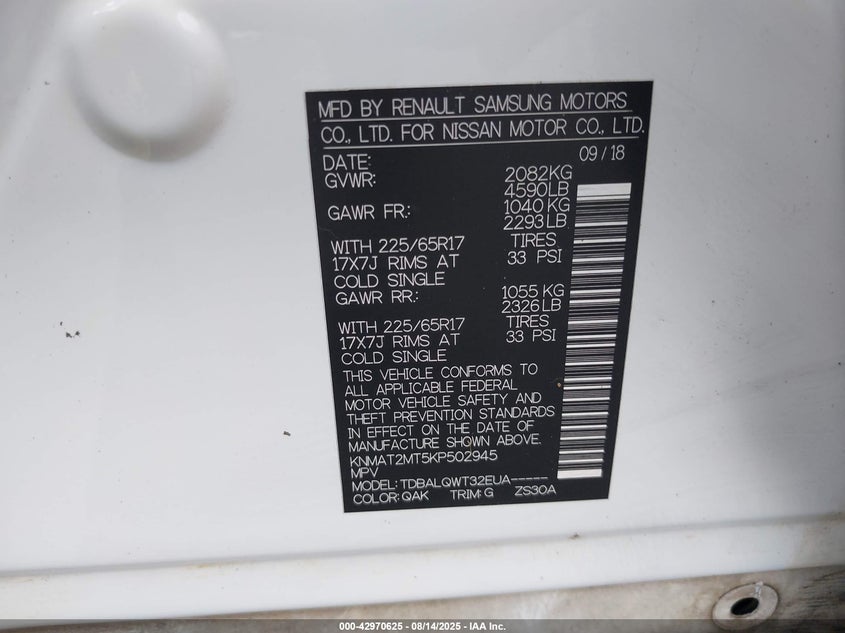 MFD BY RENAULT SAMSUNG MOTORS
CO., LTD. FOR NISSAN MOTOR CO., LTD.
DATE: 09/18
GVWR: 2082KG
4590LB
GAWR FR: 1040KG
2293LB
WITH 225/65R17 TIRES
17X7J RIMS AT 33 PSI
COLD SINGLE
GAWR RR: 1055 KG
2326LB
WITH 225/65R17 TIRES
17X7J RIMS AT 33 PSI
COLD SINGLE
THIS VEHICLE CONFORMS TO
ALL APPLICABLE FEDERAL
MOTOR VEHICLE SAFETY AND
THEFT PREVENTION STANDARDS
IN EFFECT ON THE DATE OF
MANUFACTURE SHOWN ABOVE.
KNMAT2MT5KP502945
MPV
MODEL: TDBALQWT32EUA-----
COLOR: QAK TRIM: G ZS30A
000-42970625 - 08/14/2025 - IAA Inc.